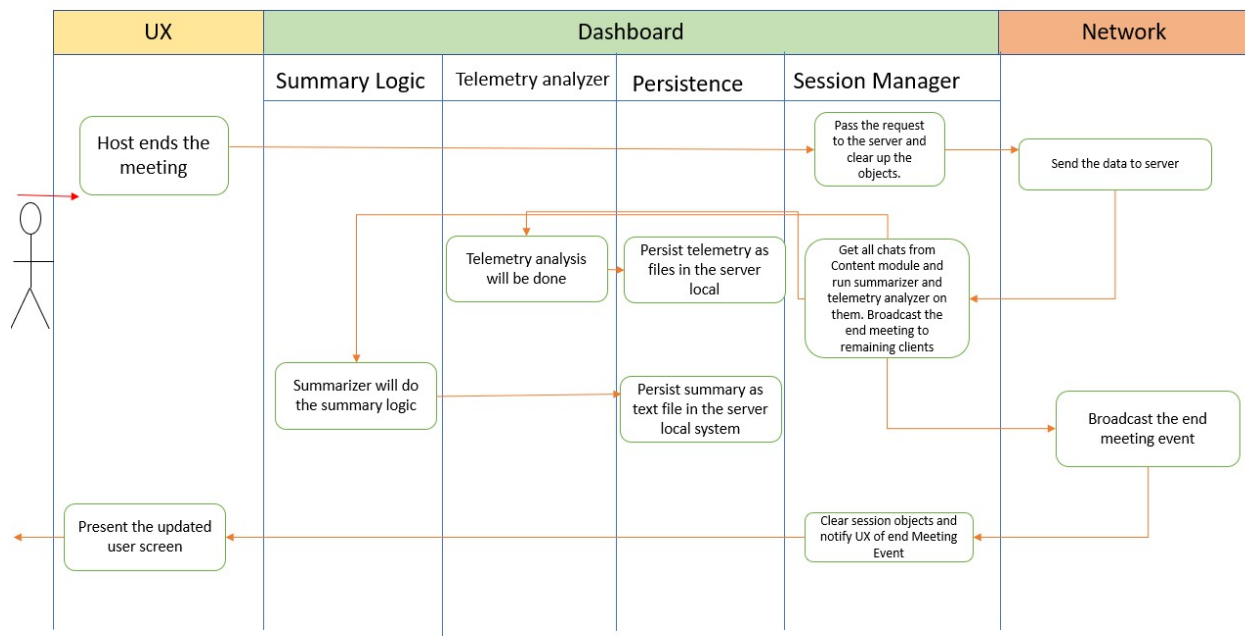 UX
Dashboard
Network
Summary Logic
Telemetry analyzer
Persistence
Session Manager
Host ends the
meeting
Pass the request
to the server and
clear up the
objects.
Send the data to server
Telemetry analysis
will be done
Persist telemetry as
files in the server
local
Get all chats from
Content module and
run summarizer and
telemetry analyzer on
them. Broadcast the
end meeting to
remaining clients
Summarizer will do
the summary logic
Persist summary as
text file in the server
local system
Broadcast the end
meeting event
Present the updated
user screen
Clear session objects and
notify UX of end Meeting
Event